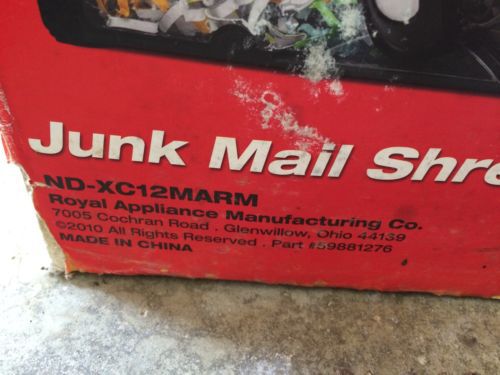 Junk Mail Shre
ND-XC12MARM
Royal Appliance Manufacturing Co.
7005 Cochran Road . Glenwillow, Ohio 44139
©2010 All Rights Reserved . Part #59881276
MADE IN CHINA